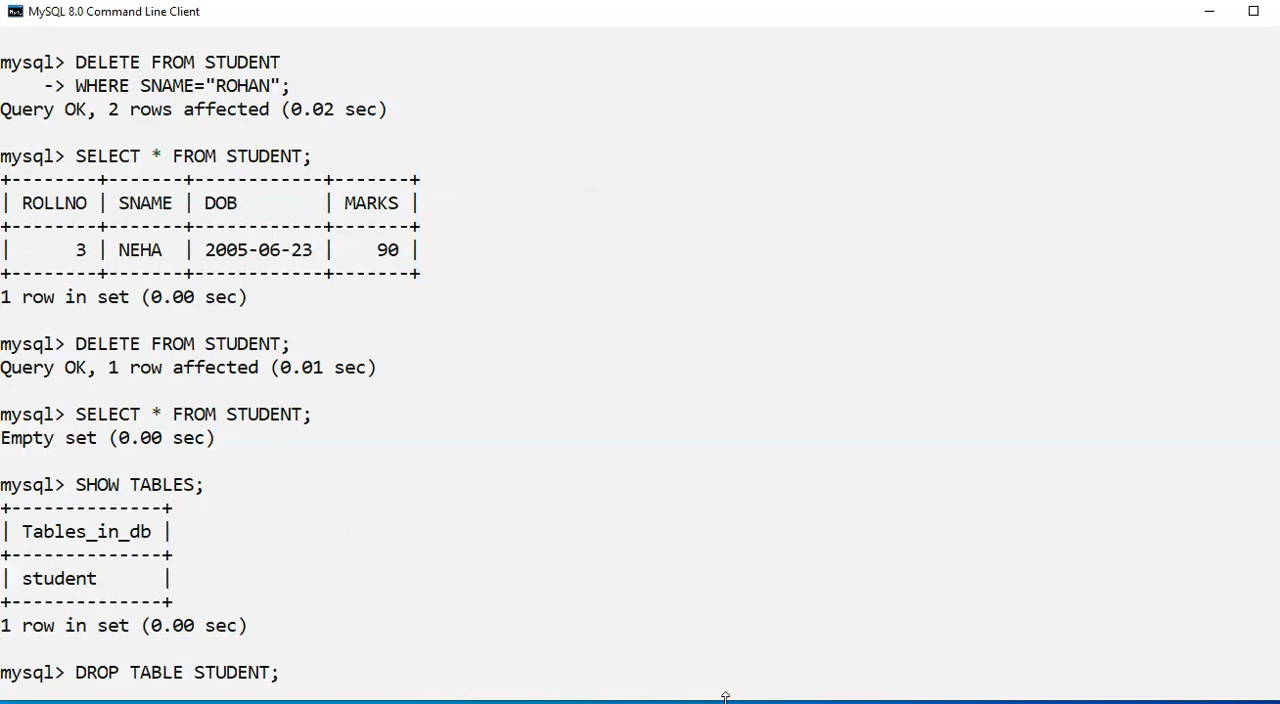 MySQL 8.0 Command Line Client
mysql> DELETE FROM STUDENT
    -> WHERE SNAME="ROHAN";
Query OK, 2 rows affected (0.02 sec)
mysql> SELECT * FROM STUDENT;
+--------+-------+------------+-------+
| ROLLNO | SNAME | DOB        | MARKS |
+--------+-------+------------+-------+
|      3 | NEHA  | 2005-06-23 |    90 |
+--------+-------+------------+-------+
1 row in set (0.00 sec)
mysql> DELETE FROM STUDENT;
Query OK, 1 row affected (0.01 sec)
mysql> SELECT * FROM STUDENT;
Empty set (0.00 sec)
mysql> SHOW TABLES;
+--------------+
| Tables_in_db |
+--------------+
| student      |
+--------------+
1 row in set (0.00 sec)
mysql> DROP TABLE STUDENT;